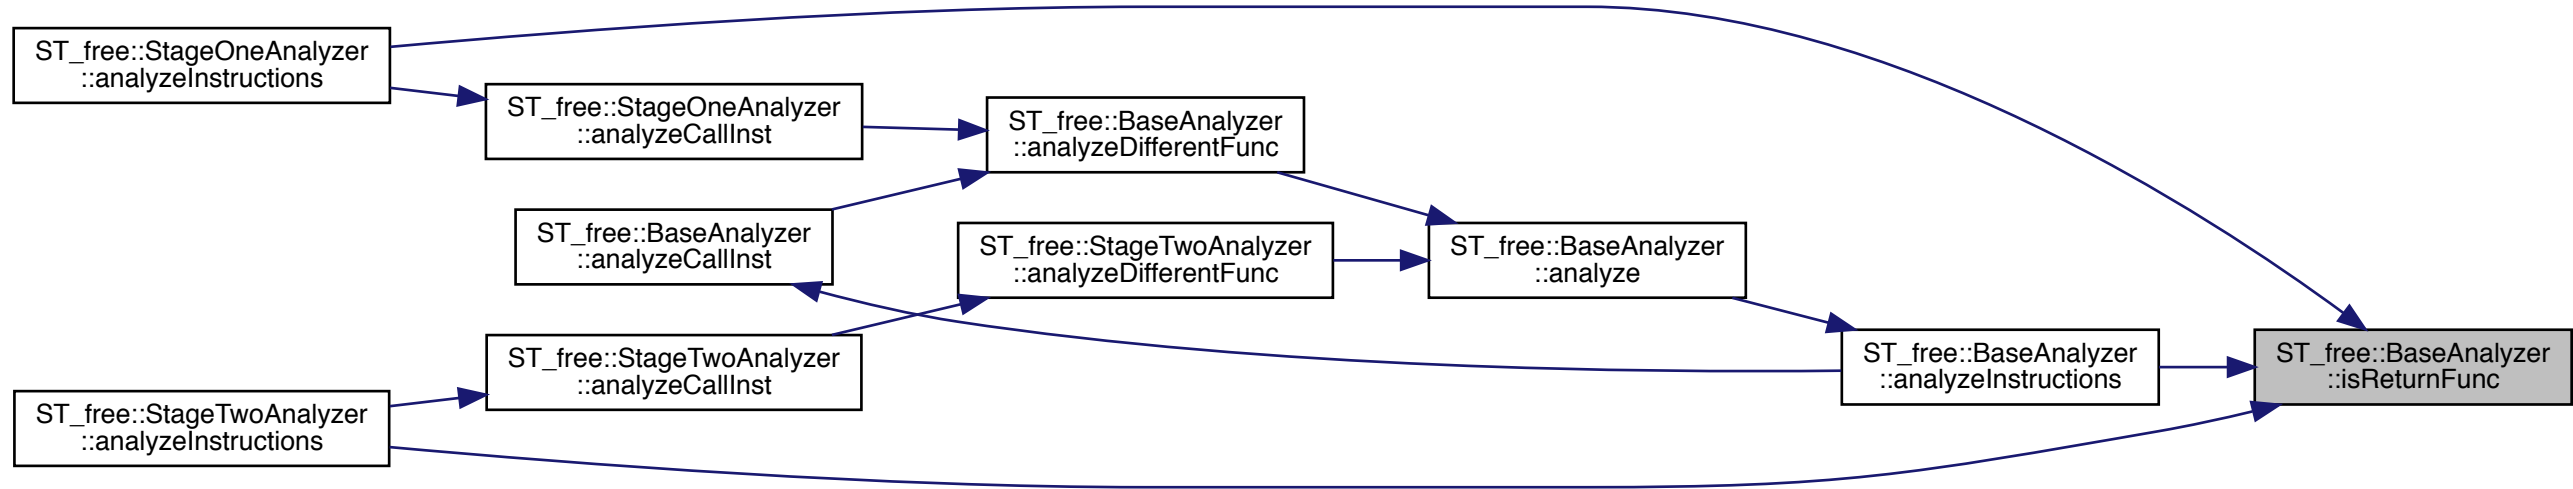 ST_free::StageOneAnalyzer
::analyzeInstructions
ST_free::StageOneAnalyzer
::analyzeCallInst
ST_free::BaseAnalyzer
::analyzeDifferentFunc
ST_free::BaseAnalyzer
::analyzeCallInst
ST_free::StageTwoAnalyzer
::analyzeDifferentFunc
ST_free::BaseAnalyzer
::analyze
ST_free::StageTwoAnalyzer
::analyzeCallInst
ST_free::BaseAnalyzer
::analyzeInstructions
ST_free::BaseAnalyzer
::isReturnFunc
ST_free::StageTwoAnalyzer
::analyzeInstructions